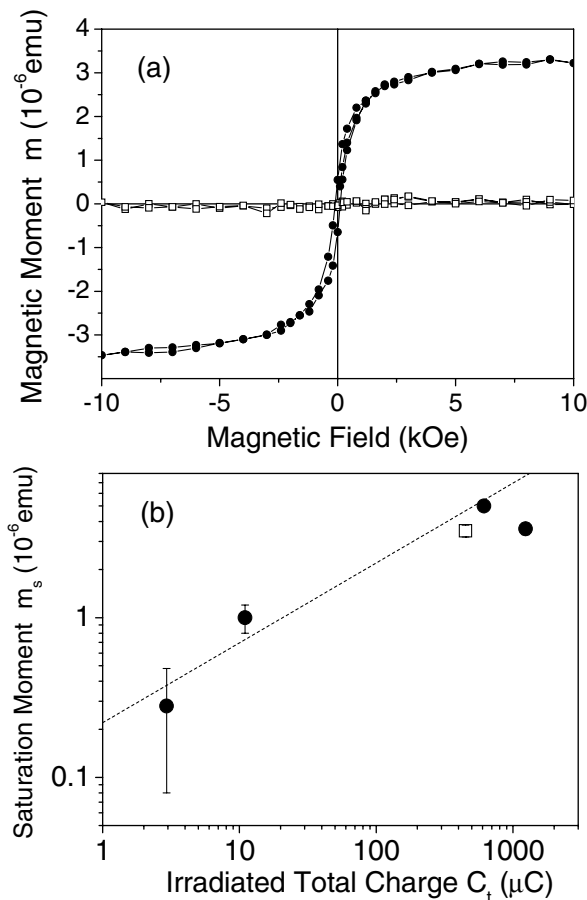 4
3
2
1
0
-1
-2
-3
(a)
Magnetic Moment m (10⁻⁶emu)
-10 -5 0 5 10
Magnetic Field (kOe)
(b)
1
0.1
Saturation Moment mₛ (10⁻⁶emu)
1 10 100 1000
Irradiated Total Charge Cₜ (μC)